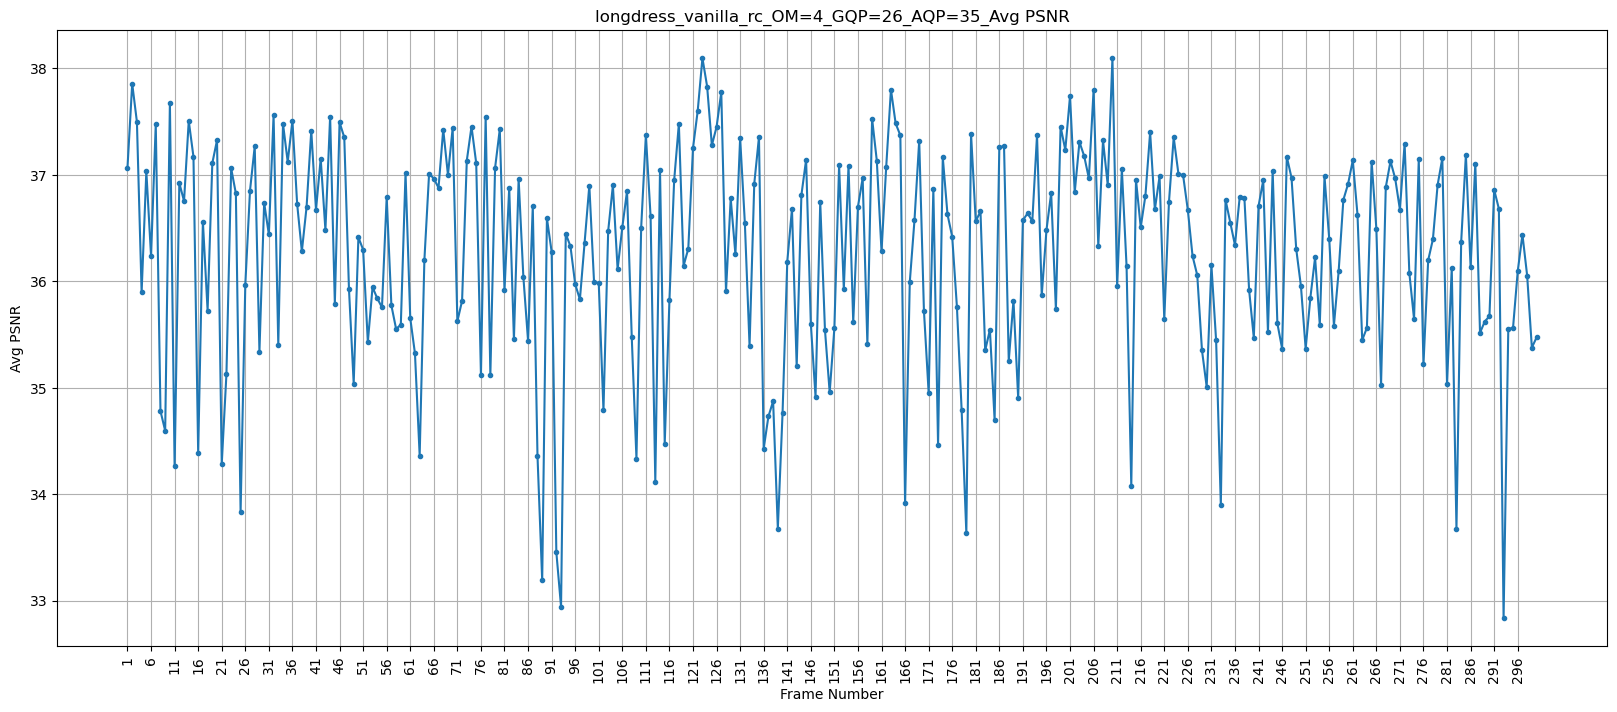 longdress_vanilla_rc_OM=4_GQP=26_AQP=35_Avg PSNR
38
37
36
35
34
33
Avg PSNR
1 6 11 16 21 26 31 36 41 46 51 56 61 66 71 76 81 86 91 96 101 106 111 116 121 126 131 136 141 146 151 156 161 166 171 176 181 186 191 196 201 206 211 216 221 226 231 236 241 246 251 256 261 266 271 276 281 286 291 296
Frame Number